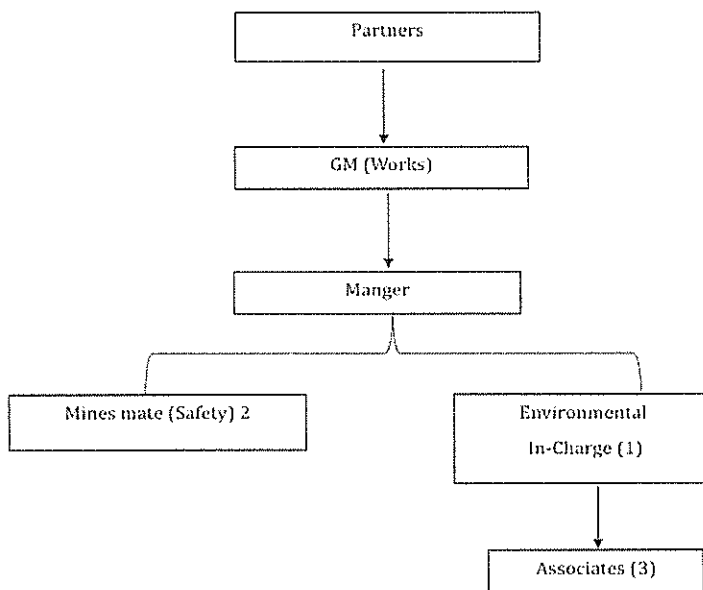 Partners
GM (Works)
Manger
Mines mate (Safety) 2
Environmental
In-Charge (1)
Associates (3)